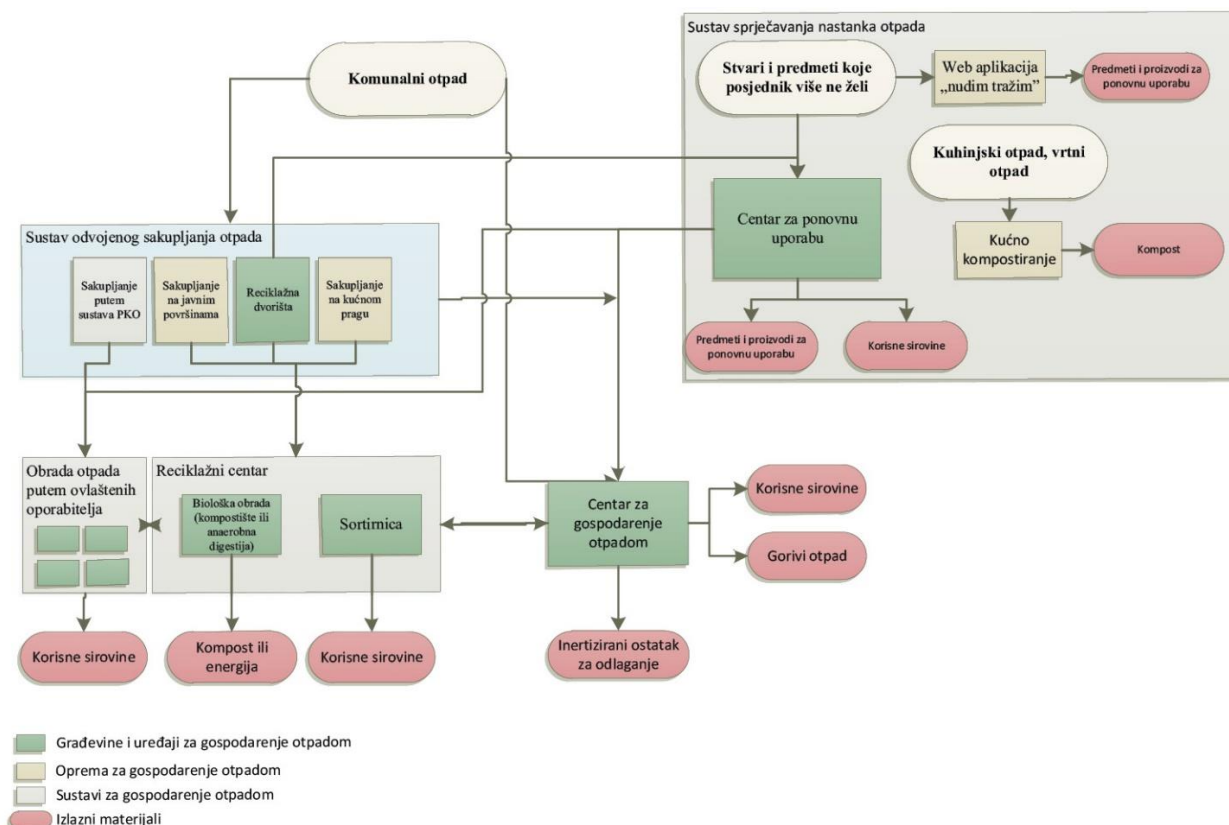 Sustav sprječavanja nastanka otpada
Komunalni otpad
Stvari i predmeti koje
posjednik više ne želi
Web aplikacija
„nudim tražim”
Predmeti i proizvodi za
ponovnu uporabu
Kuhinjski otpad, vrtni
otpad
Centar za ponovnu
uporabu
Kućno
kompostiranje
Kompost
Predmeti i proizvodi za
ponovnu uporabu
Korisne sirovine
Sustav odvojenog sakupljanja otpada
Sakupljanje
putem
sustava PKO
Sakupljanje
na javnim
površinama
Reciklažna
dvorišta
Sakupljanje
na kućnom
pragu
Obrada otpada
putem ovlaštenih
oporabitelja
Reciklažni centar
Biološka obrada
(kompostište ili
anaerobna
digestija)
Sortirnica
Centar za
gospodarenje
otpadom
Korisne sirovine
Gorivi otpad
Korisne sirovine
Kompost ili
energija
Korisne sirovine
Inertizirani ostatak
za odlaganje
Građevine i uređaji za gospodarenje otpadom
Oprema za gospodarenje otpadom
Sustavi za gospodarenje otpadom
Izlazni materijali